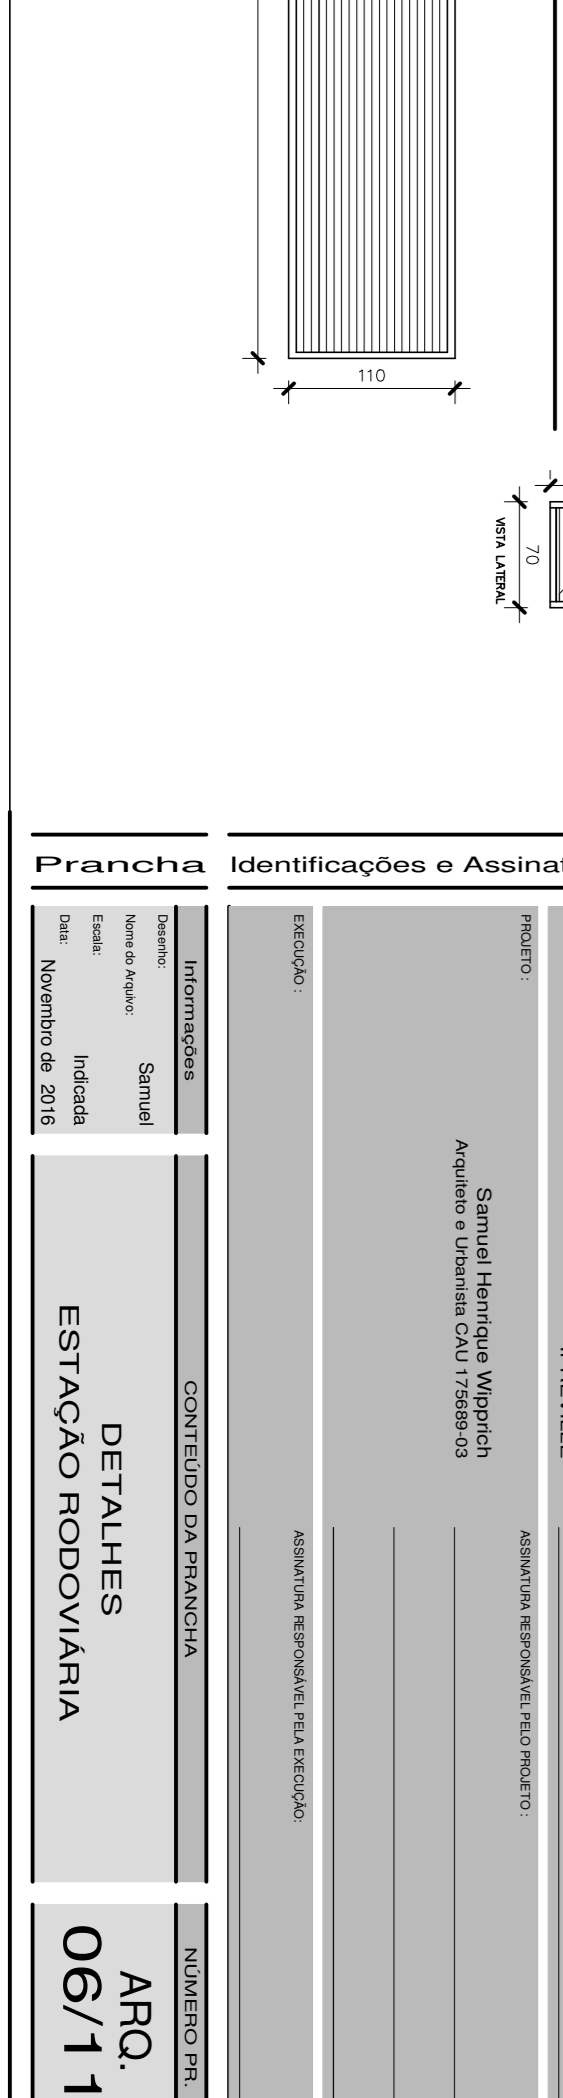 110
70
VISTA LATERAL
Prancha
Identificações e Assina
PROJETO :
Samuel Henrique Wipprich
Arquiteto e Urbanista CAU 175689-03
ASSINATURA RESPONSÁVEL PELO PROJETO :
EXECUÇÃO :
ASSINATURA RESPONSÁVEL PELA EXECUÇÃO:
Informações
Desenho:
Samuel
Nome do Arquivo:
Escala:
Indicada
Data:
Novembro de 2016
CONTEÚDO DA PRANCHA
DETALHES
ESTAÇÃO RODOVIÁRIA
NÚMERO PR.
ARQ.
06/11